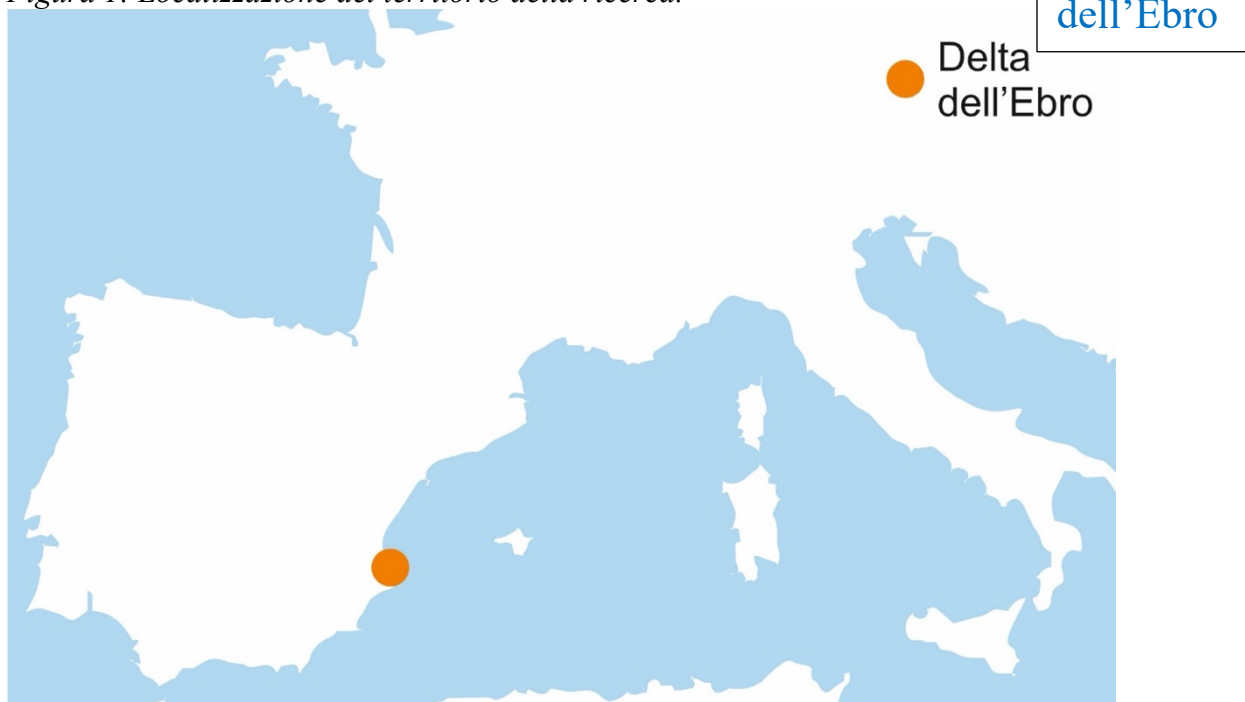 Figura 1. Localizzazione del territorio della ricerca.
dell’Ebro
Delta
dell’Ebro